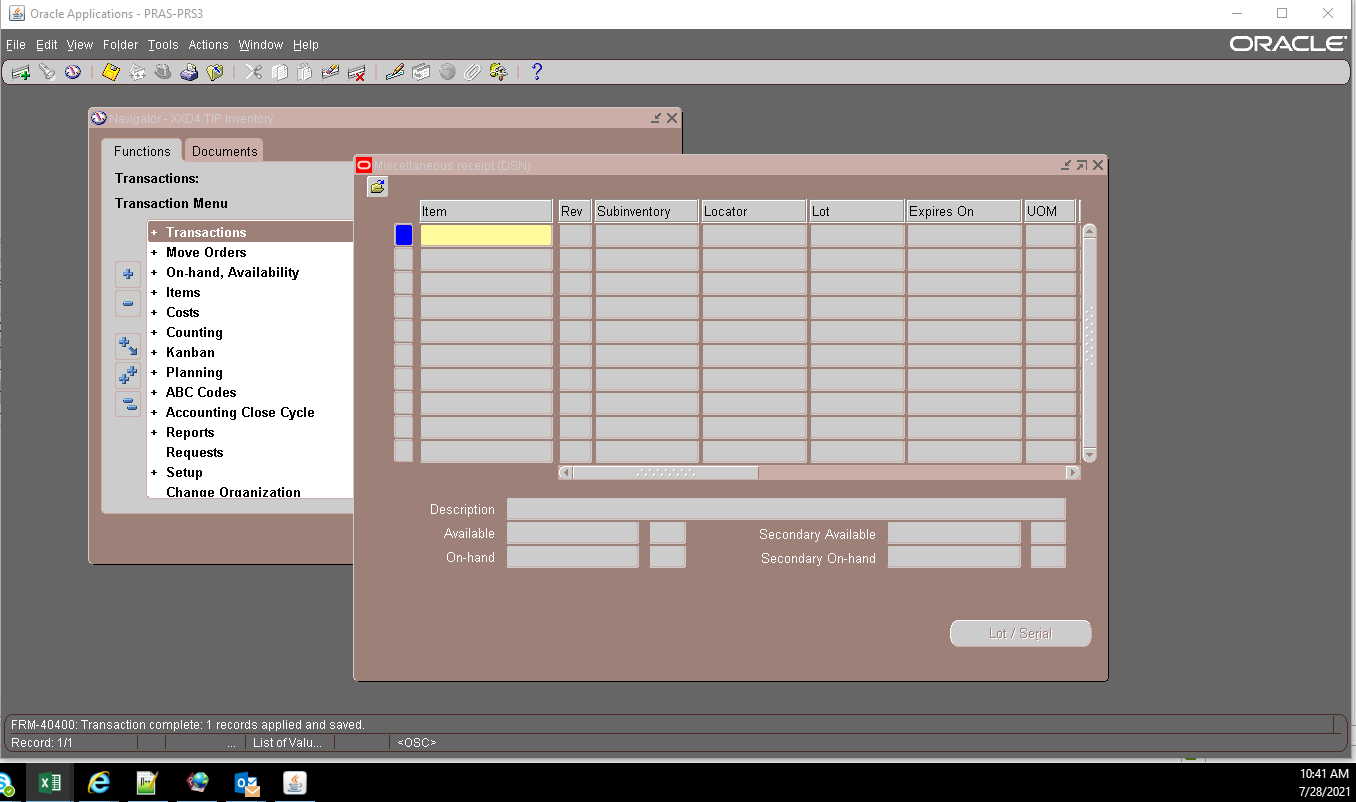 Oracle Applications - PRAS-PRS3
File Edit View Folder Tools Actions Window Help
ORACLE
Navigator - XXD4 TIP Inventory
Functions Documents
Transactions:
Transaction Menu
+ Transactions
+ Move Orders
+ On-hand, Availability
+ Items
+ Costs
+ Counting
+ Kanban
+ Planning
+ ABC Codes
+ Accounting Close Cycle
+ Reports
Requests
+ Setup
Change Organization
Miscellaneous receipt (DSN)
Item Rev Subinventory Locator Lot Expires On UOM
Description
Available Secondary Available
On-hand Secondary On-hand
Lot / Serial
FRM-40400: Transaction complete: 1 records applied and saved.
Record: 1/1 ... List of Valu... <OSC>
10:41 AM
7/28/2021